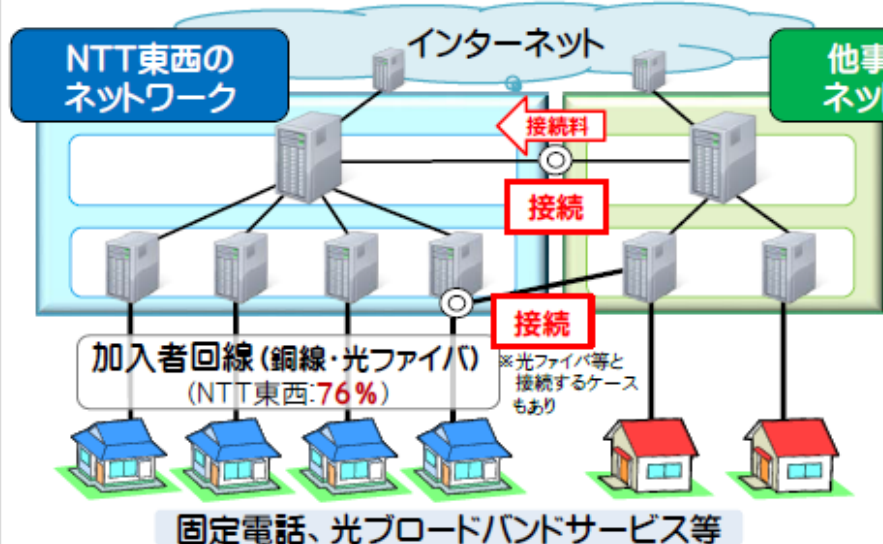 インターネット
NTT東西の
ネットワーク
他事
ネッ
接続料
接続
接続
加入者回線(銅線・光ファイバ)
(NTT東西:76%)
※光ファイバ等と
接続するケース
もあり
固定電話、光ブロードバンドサービス等